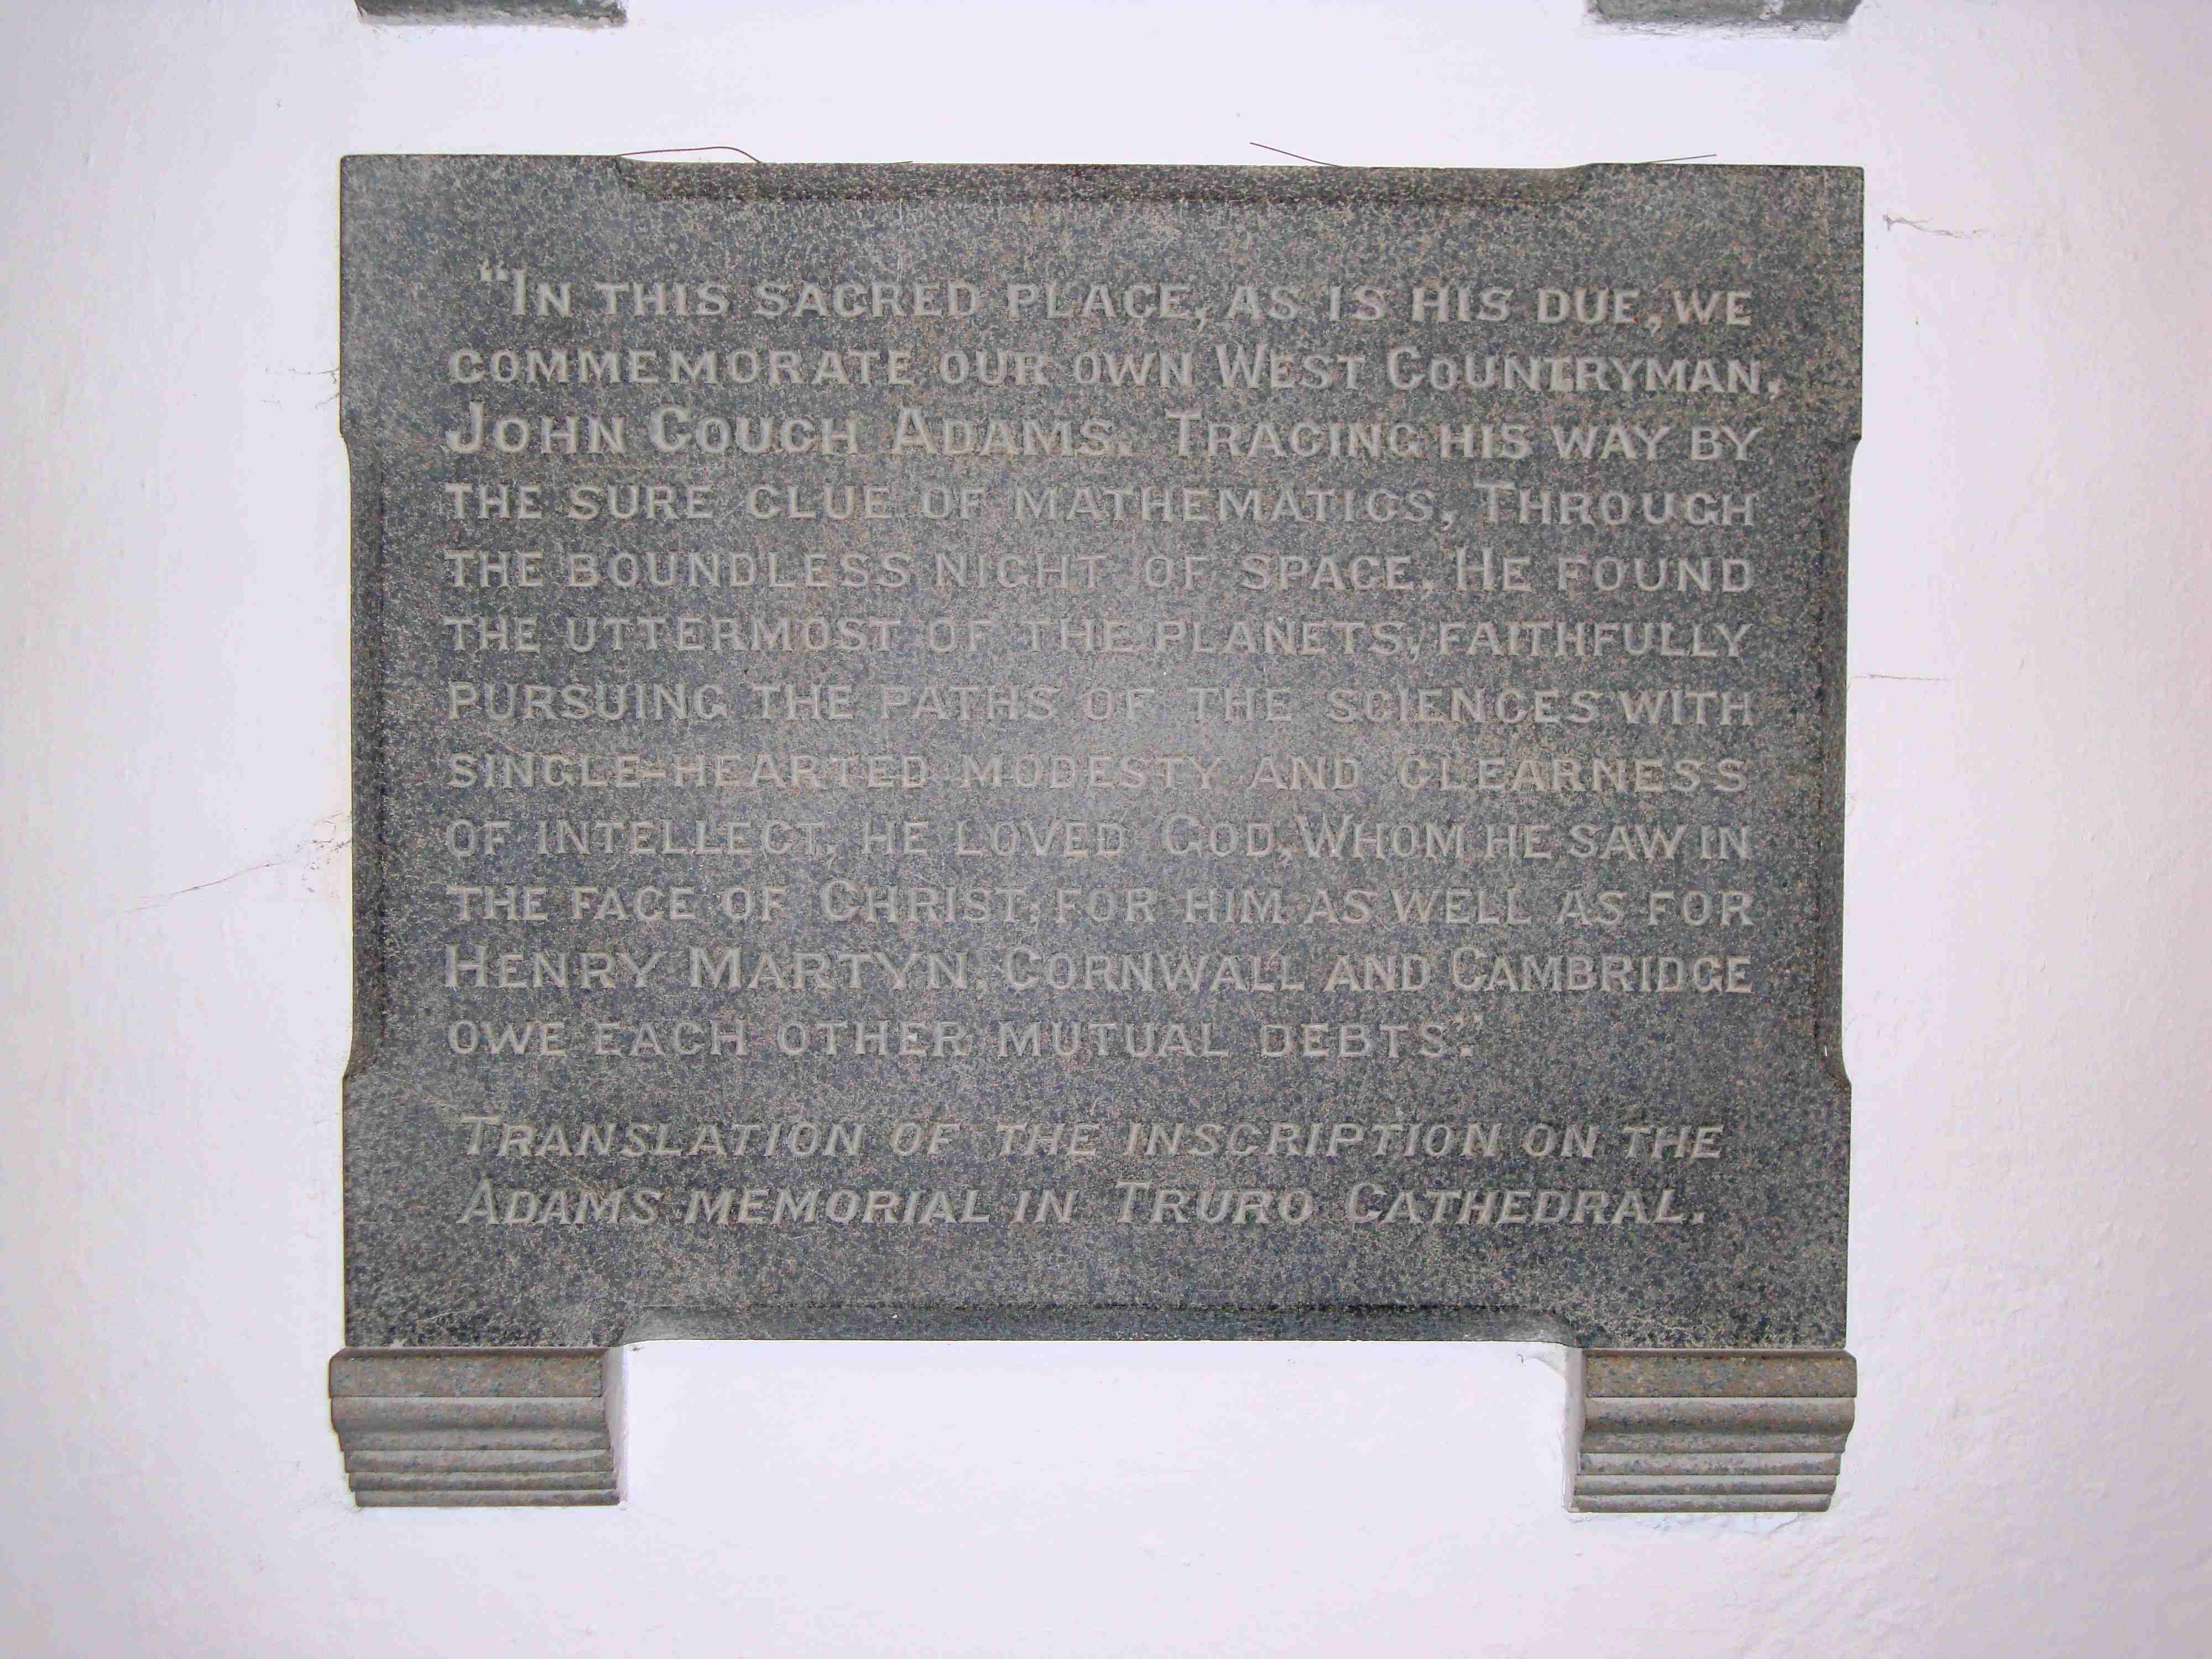 “IN THIS SACRED PLACE, AS IS HIS DUE, WE
COMMEMORATE OUR OWN WEST COUNTRYMAN,
JOHN COUCH ADAMS. TRACING HIS WAY BY
THE SURE CLUE OF MATHEMATICS, THROUGH
THE BOUNDLESS NIGHT OF SPACE, HE FOUND
THE UTTERMOST OF THE PLANETS, FAITHFULLY
PURSUING THE PATHS OF THE SCIENCES WITH
SINGLE-HEARTED MODESTY AND CLEARNESS
OF INTELLECT, HE LOVED GOD, WHOM HE SAW IN
THE FACE OF CHRIST, FOR HIM AS WELL AS FOR
HENRY MARTYN, CORNWALL AND CAMBRIDGE
OWE EACH OTHER MUTUAL DEBTS.”
TRANSLATION OF THE INSCRIPTION ON THE
ADAMS MEMORIAL IN TRURO CATHEDRAL.